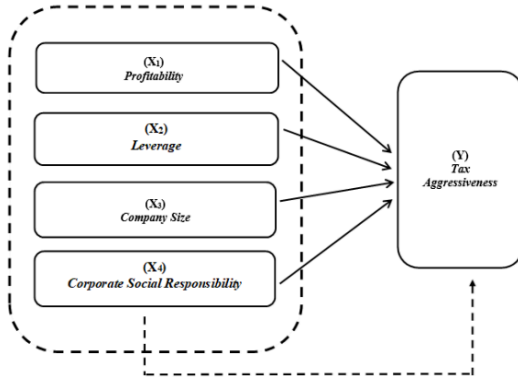 (X₁)
Profitability
(X₂)
Leverage
(X₃)
Company Size
(X₄)
Corporate Social Responsibility
(Y)
Tax
Aggressiveness